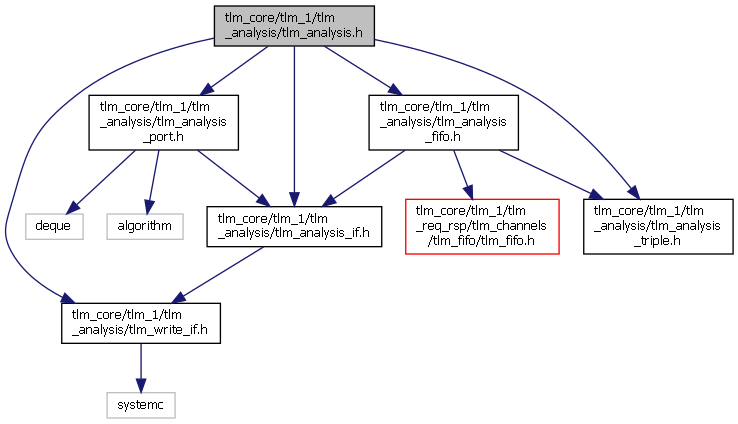 tlm_core/tlm_1/tlm
_analysis/tlm_analysis.h
tlm_core/tlm_1/tlm
_analysis/tlm_analysis
_port.h
tlm_core/tlm_1/tlm
_analysis/tlm_analysis
_fifo.h
deque
algorithm
tlm_core/tlm_1/tlm
_analysis/tlm_analysis_if.h
tlm_core/tlm_1/tlm
_req_rsp/tlm_channels
/tlm_fifo/tlm_fifo.h
tlm_core/tlm_1/tlm
_analysis/tlm_analysis
_triple.h
tlm_core/tlm_1/tlm
_analysis/tlm_write_if.h
systemc